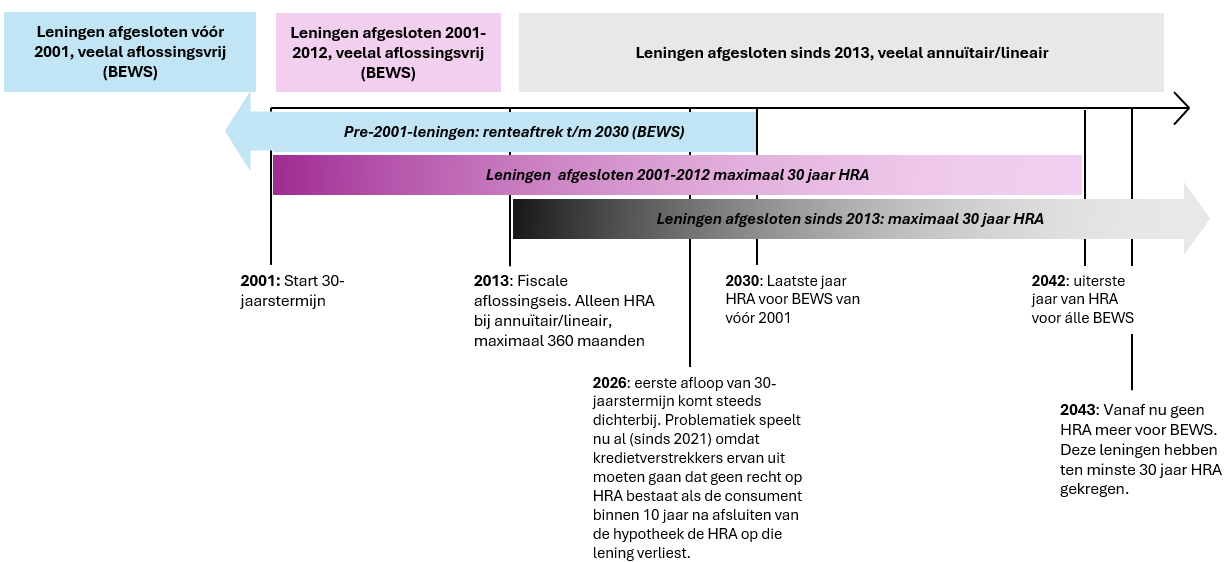 Leningen afgesloten vóór
2001, veelal aflossingsvrij
(BEWS)
Leningen afgesloten 2001-
2012, veelal aflossingsvrij
(BEWS)
Leningen afgesloten sinds 2013, veelal annuïtair/lineair
Pre-2001-leningen: renteaftrek t/m 2030 (BEWS)
Leningen afgesloten 2001-2012 maximaal 30 jaar HRA
Leningen afgesloten sinds 2013: maximaal 30 jaar HRA
2001: Start 30-
jaarstermijn
2013: Fiscale
aflossingseis. Alleen HRA
bij annuïtair/lineair,
maximaal 360 maanden
2030: Laatste jaar
HRA voor BEWS van
vóór 2001
2042: uiterste
jaar van HRA
voor álle BEWS
2026: eerste afloop van 30-
jaarstermijn komt steeds
dichterbij. Problematiek speelt
nu al (sinds 2021) omdat
kredietverstrekkers ervan uit
moeten gaan dat geen recht op
HRA bestaat als de consument
binnen 10 jaar na afsluiten van
de hypotheek de HRA op die
lening verliest.
2043: Vanaf nu geen
HRA meer voor BEWS.
Deze leningen hebben
ten minste 30 jaar HRA
gekregen.